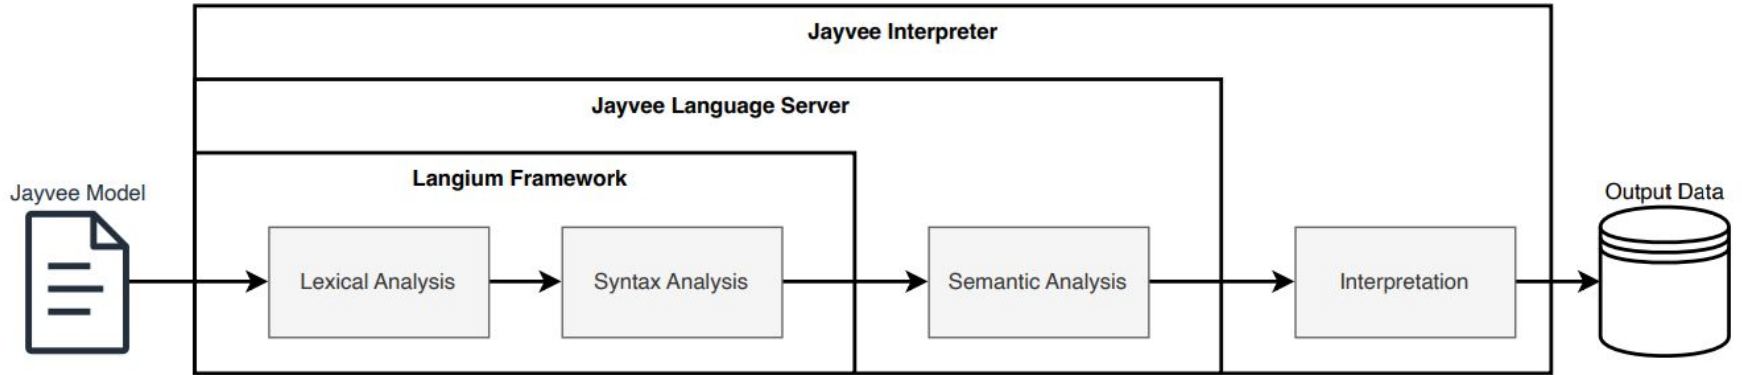 Jayvee Interpreter
Jayvee Language Server
Langium Framework
Jayvee Model
Output Data
Lexical Analysis
Syntax Analysis
Semantic Analysis
Interpretation